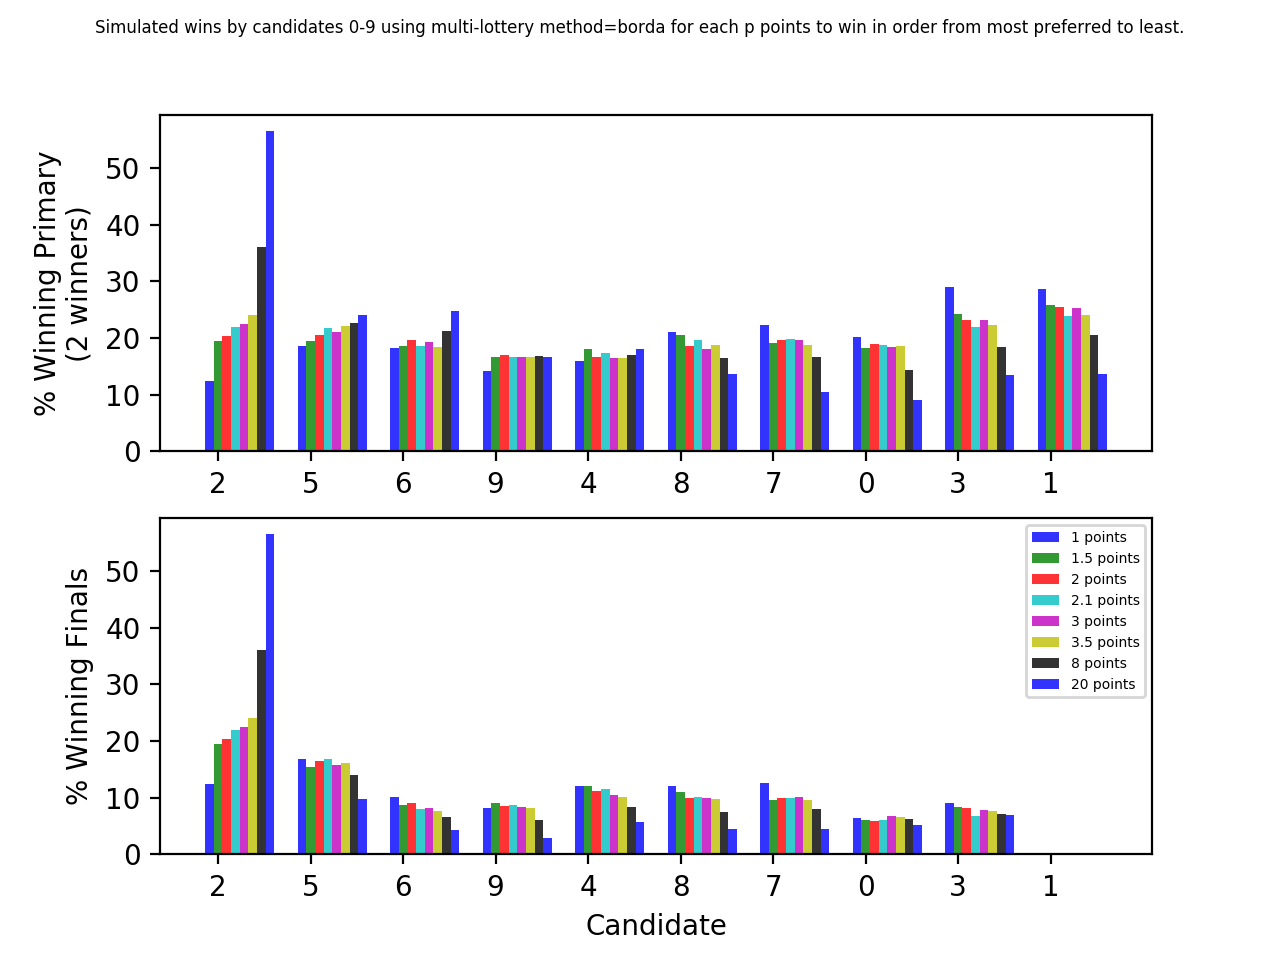 Simulated wins by candidates 0-9 using multi-lottery method=borda for each p points to win in order from most preferred to least.
% Winning Primary
(2 winners)
50
40
30
20
10
0
2 5 6 9 4 8 7 0 3 1
% Winning Finals
50
40
30
20
10
0
1 points
1.5 points
2 points
2.1 points
3 points
3.5 points
8 points
20 points
2 5 6 9 4 8 7 0 3 1
Candidate